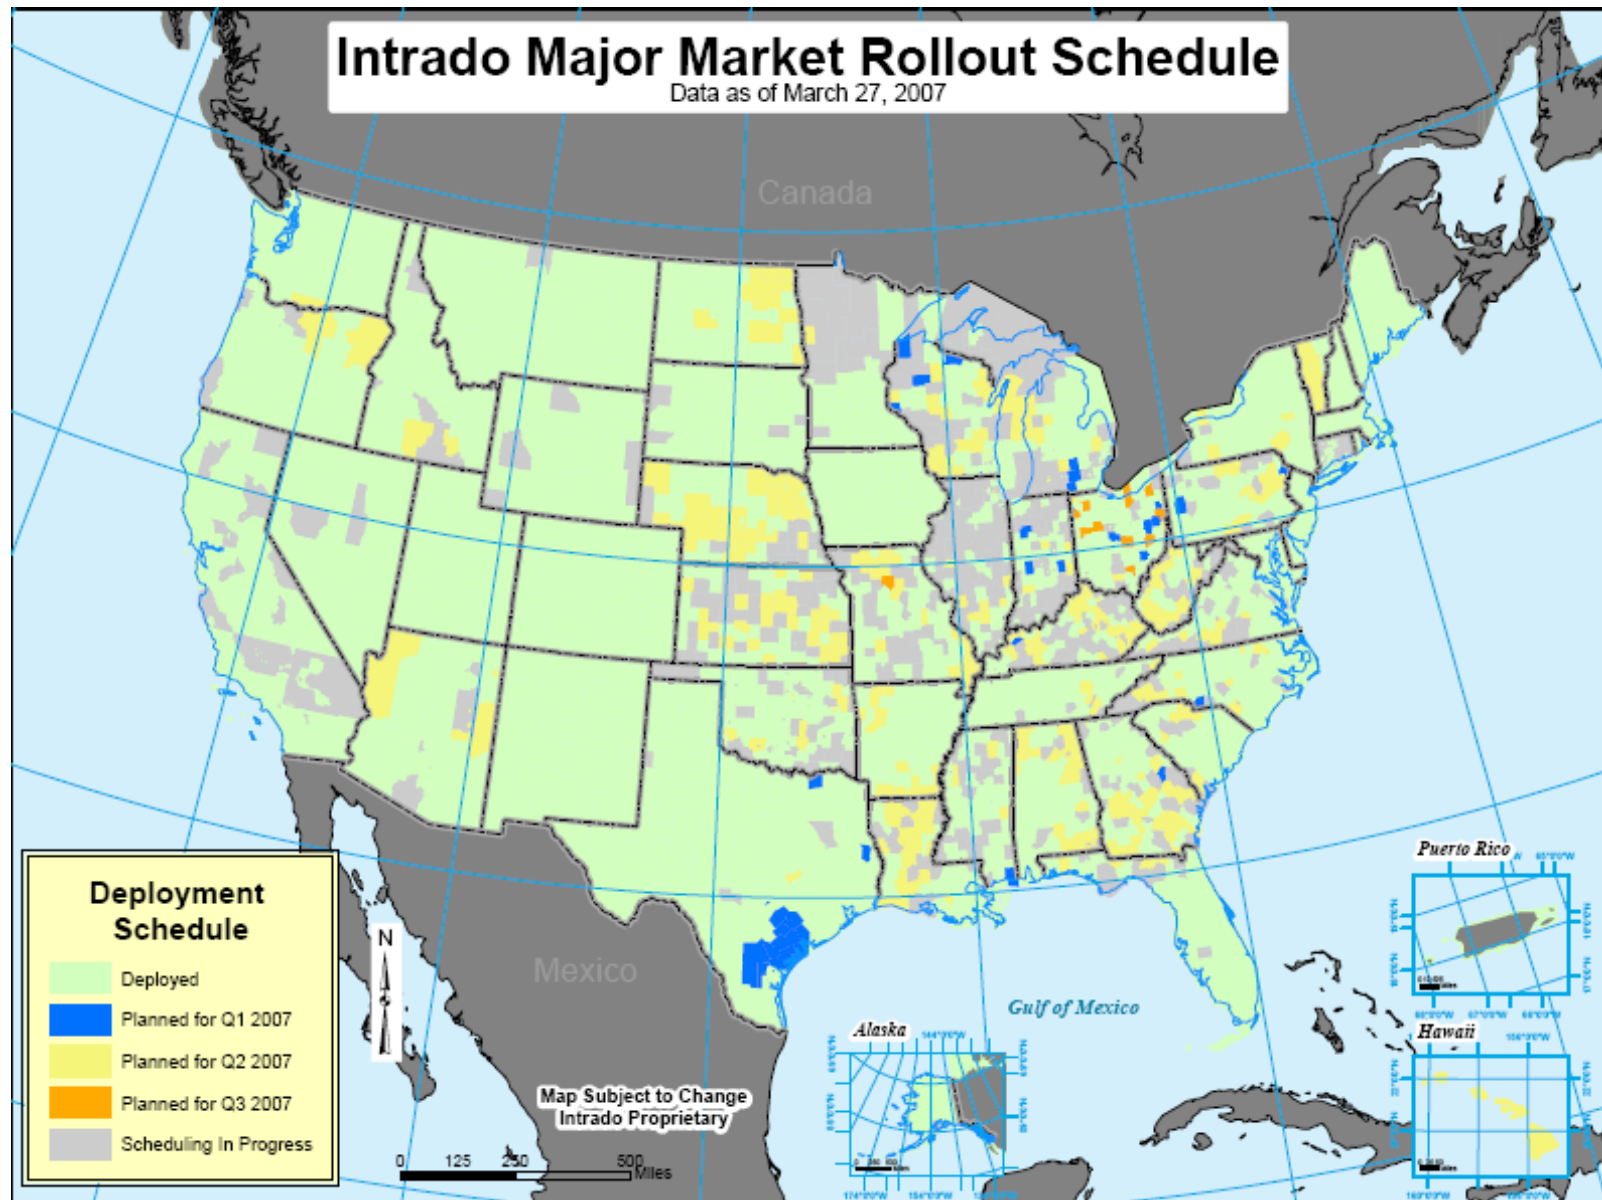 Intrado Major Market Rollout Schedule
Data as of March 27, 2007
Canada
Mexico
Gulf of Mexico
Deployment
Schedule
Deployed
Planned for Q1 2007
Planned for Q2 2007
Planned for Q3 2007
Scheduling In Progress
N
Map Subject to Change
Intrado Proprietary
0 125 250 500
Miles
Alaska
Puerto Rico
Hawaii